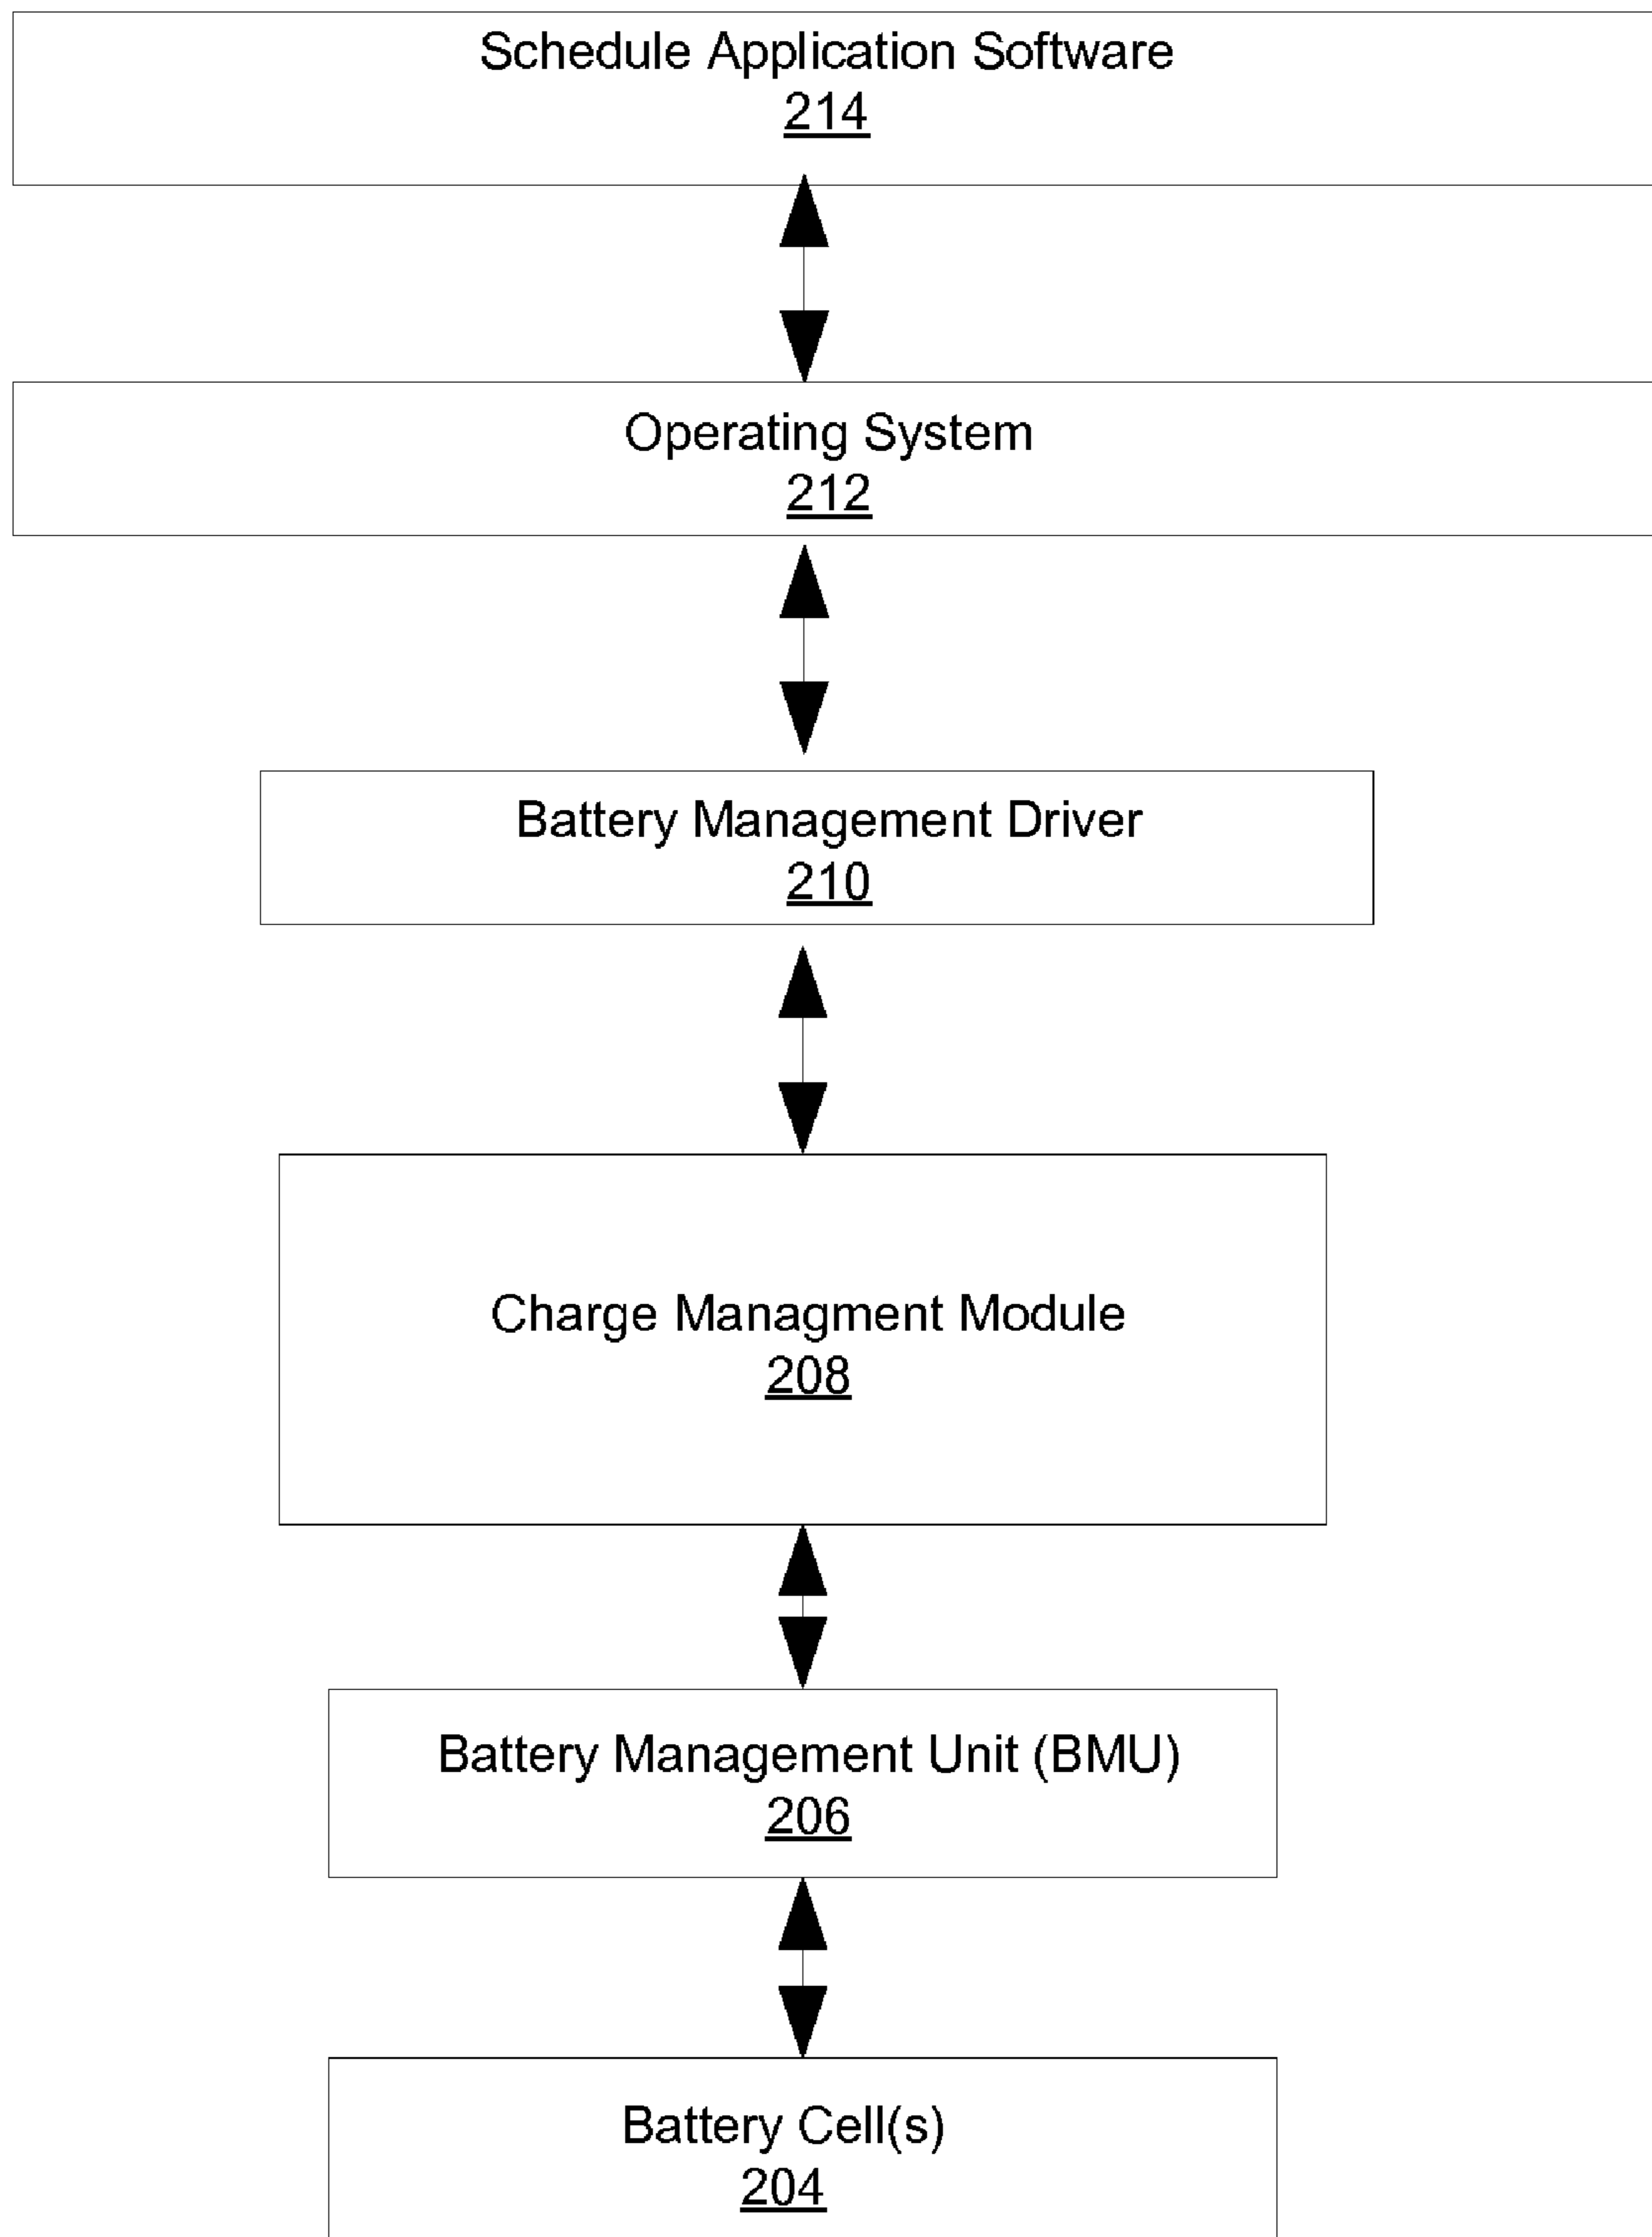 Schedule Application Software
214
Operating System
212
Battery Management Driver
210
Charge Managment Module
208
Battery Management Unit (BMU)
206
Battery Cell(s)
204